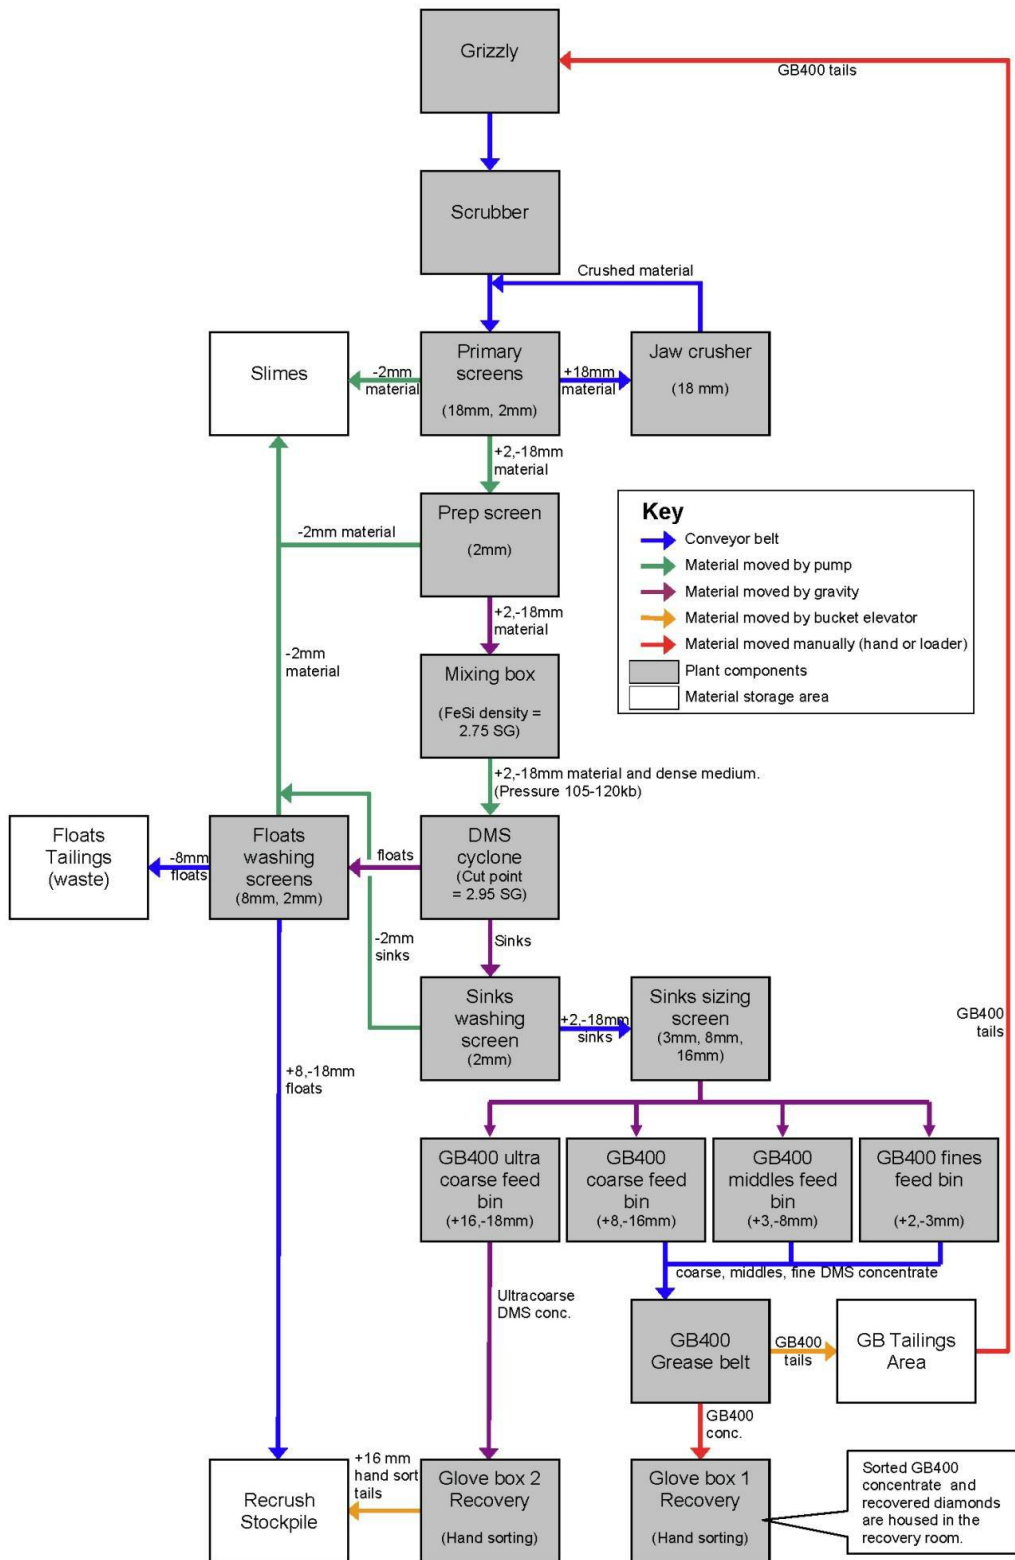 Grizzly
GB400 tails
Scrubber
Crushed material
Slimes
-2mm
material
Primary
screens
(18mm, 2mm)
+18mm
material
Jaw crusher
(18 mm)
+2,-18mm
material
-2mm material
Prep screen
(2mm)
Key
Conveyor belt
Material moved by pump
Material moved by gravity
Material moved by bucket elevator
Material moved manually (hand or loader)
Plant components
Material storage area
+2,-18mm
material
-2mm
material
Mixing box
(FeSi density =
2.75 SG)
+2,-18mm material and dense medium.
(Pressure 105-120kb)
Floats
Tailings
(waste)
-8mm
floats
Floats
washing
screens
(8mm, 2mm)
floats
DMS
cyclone
(Cut point
= 2.95 SG)
-2mm
sinks
Sinks
Sinks
washing
screen
(2mm)
+2,-18mm
sinks
Sinks sizing
screen
(3mm, 8mm,
16mm)
GB400
tails
+8,-18mm
floats
GB400 ultra
coarse feed
bin
(+16,-18mm)
GB400
coarse feed
bin
(+8,-16mm)
GB400
middles feed
bin
(+3,-8mm)
GB400 fines
feed bin
(+2,-3mm)
coarse, middles, fine DMS concentrate
Ultracoarse
DMS conc.
GB400
Grease belt
GB400
tails
GB Tailings
Area
GB400
conc.
Recrush
Stockpile
+16 mm
hand sort
tails
Glove box 2
Recovery
(Hand sorting)
Glove box 1
Recovery
(Hand sorting)
Sorted GB400
concentrate and
recovered diamonds
are housed in the
recovery room.